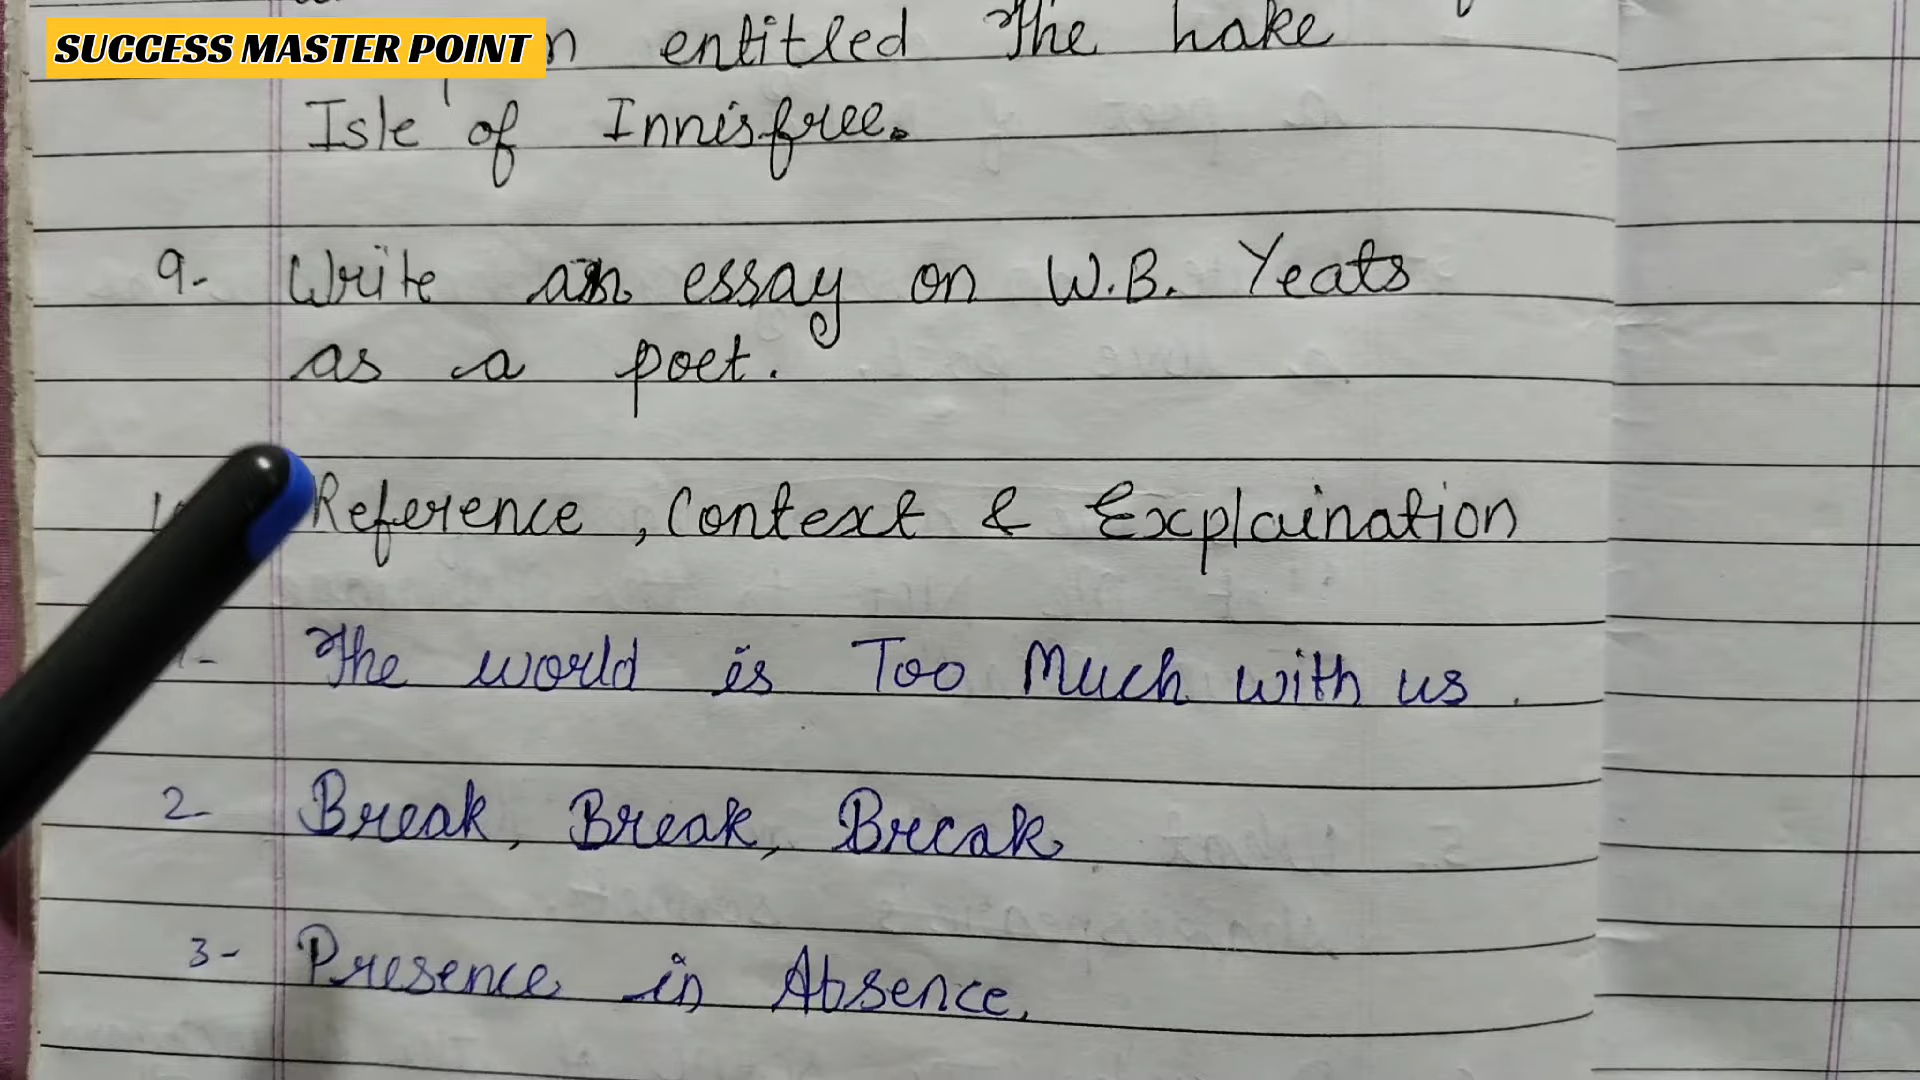 SUCCESS MASTER POINT
entitled The Lake
Isle of Innisfree.
9- Write an essay on W.B. Yeats
as a poet.
Reference, Context & Explaination
The world is Too Much with us.
2- Break, Break, Break
3- Presence in Absence.